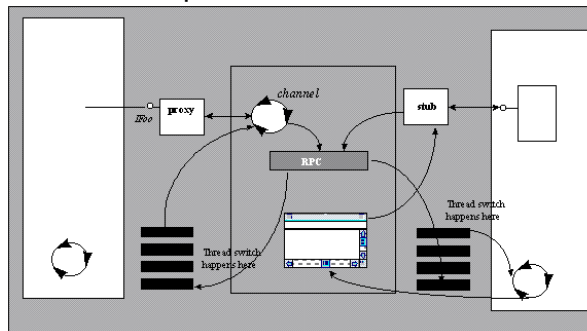 channel
proxy
IFoo
stub
RPC
Thread switch
happens here
Thread switch
happens here